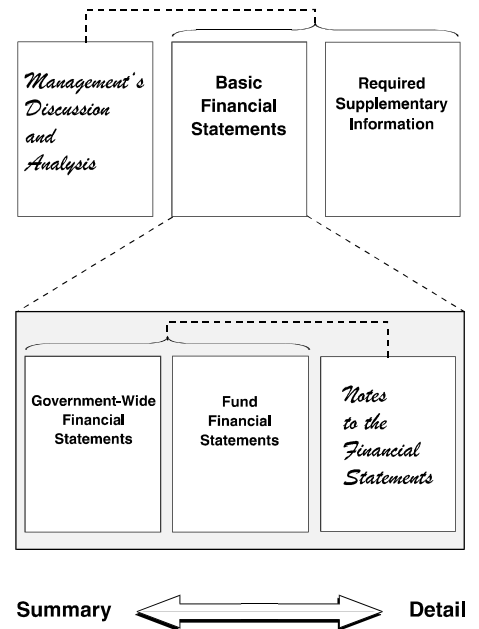 Management's
Discussion
and
Analysis
Basic
Financial
Statements
Required
Supplementary
Information
Government-Wide
Financial
Statements
Fund
Financial
Statements
Notes
to the
Financial
Statements
Summary
Detail